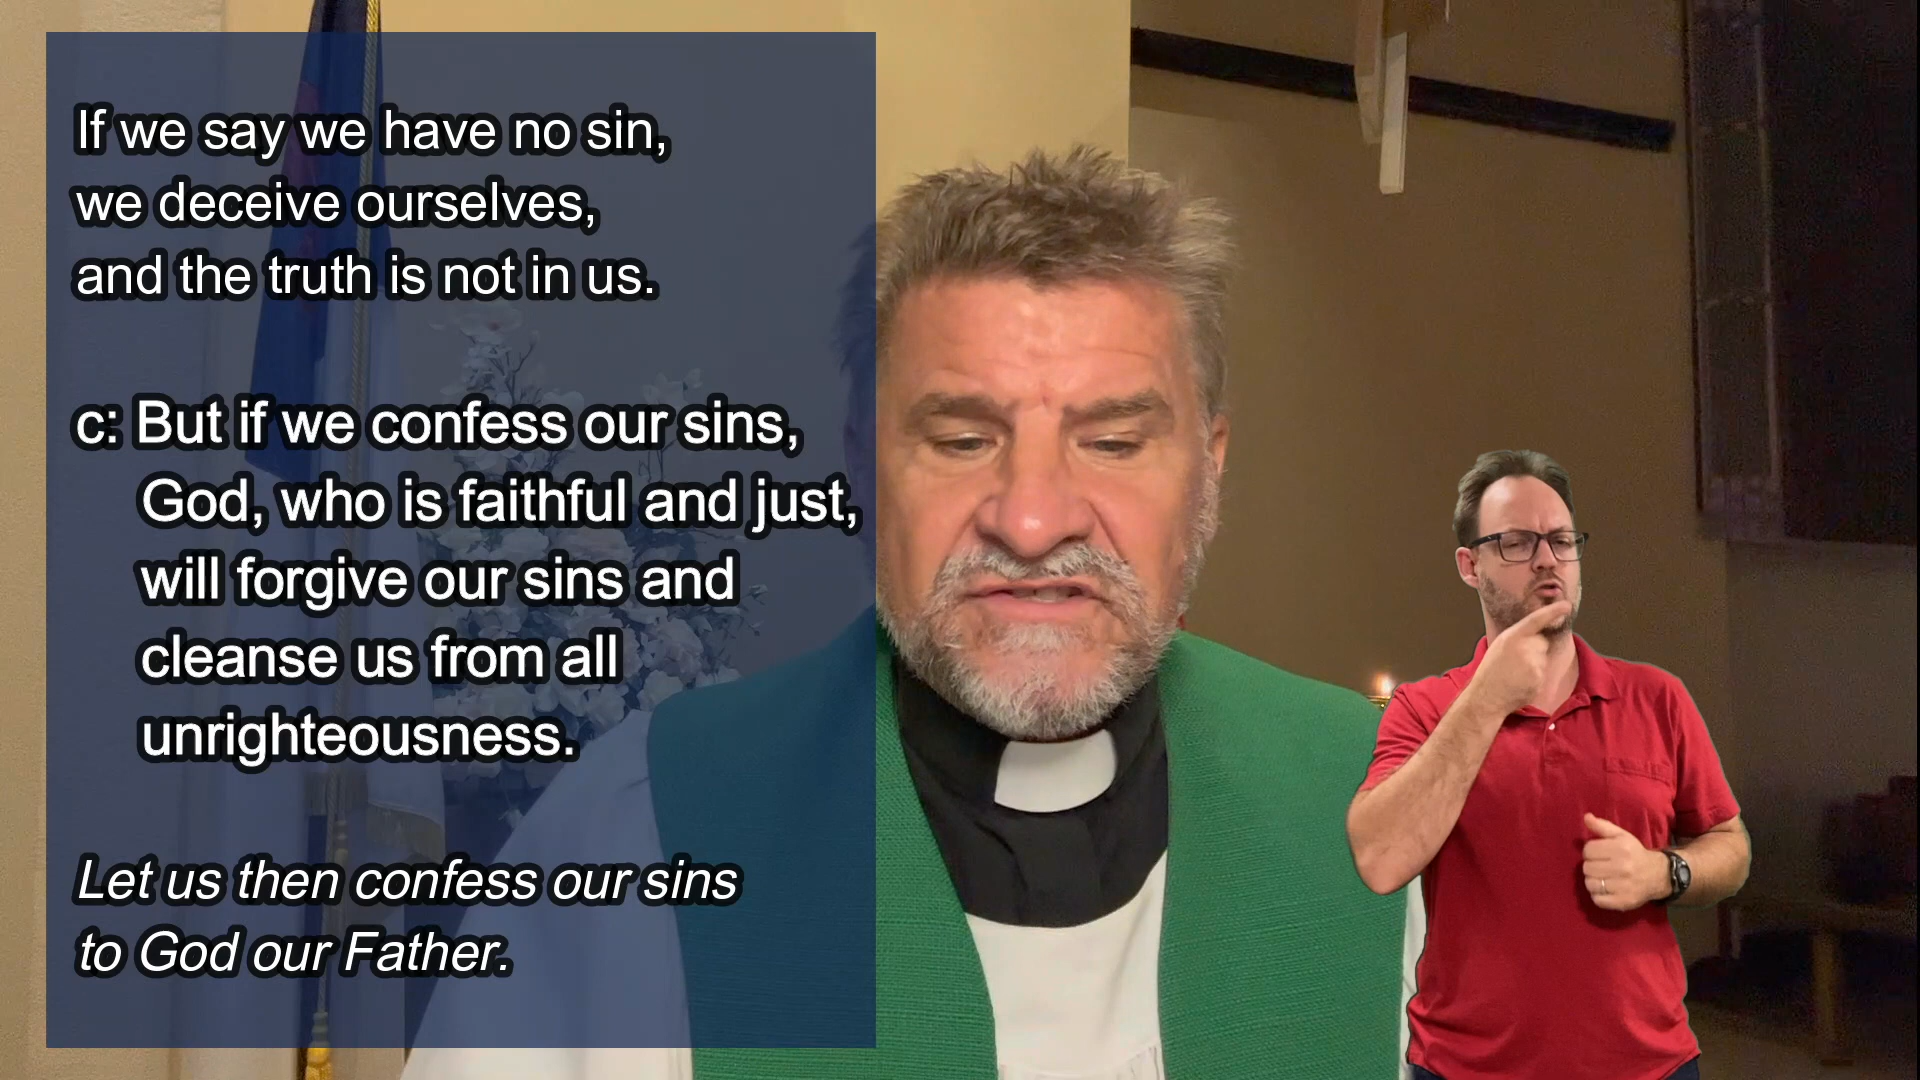 If we say we have no sin,
we deceive ourselves,
and the truth is not in us.
c: But if we confess our sins,
God, who is faithful and just,
will forgive our sins and
cleanse us from all
unrighteousness.
Let us then confess our sins
to God our Father.